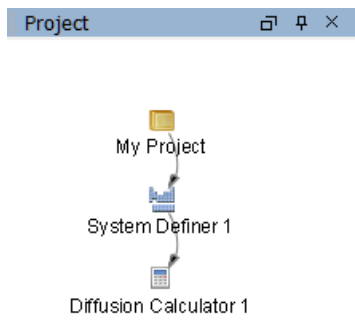 Project
My Project
System Definer 1
Diffusion Calculator 1